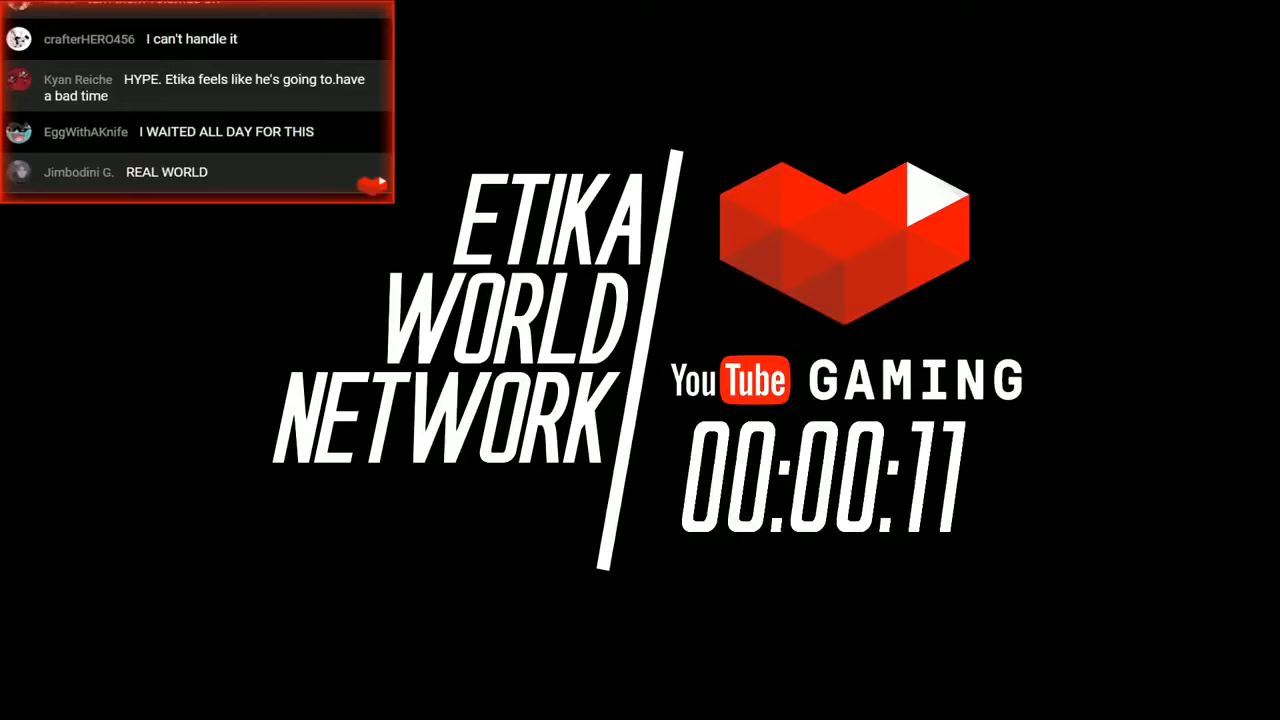 crafterHERO456 I can't handle it
Kyan Reiche HYPE. Etika feels like he's going to.have
a bad time
EggWithAKnife I WAITED ALL DAY FOR THIS
Jimbodini G. REAL WORLD
ETIKA
WORLD
NETWORK
YouTube GAMING
00:00:11